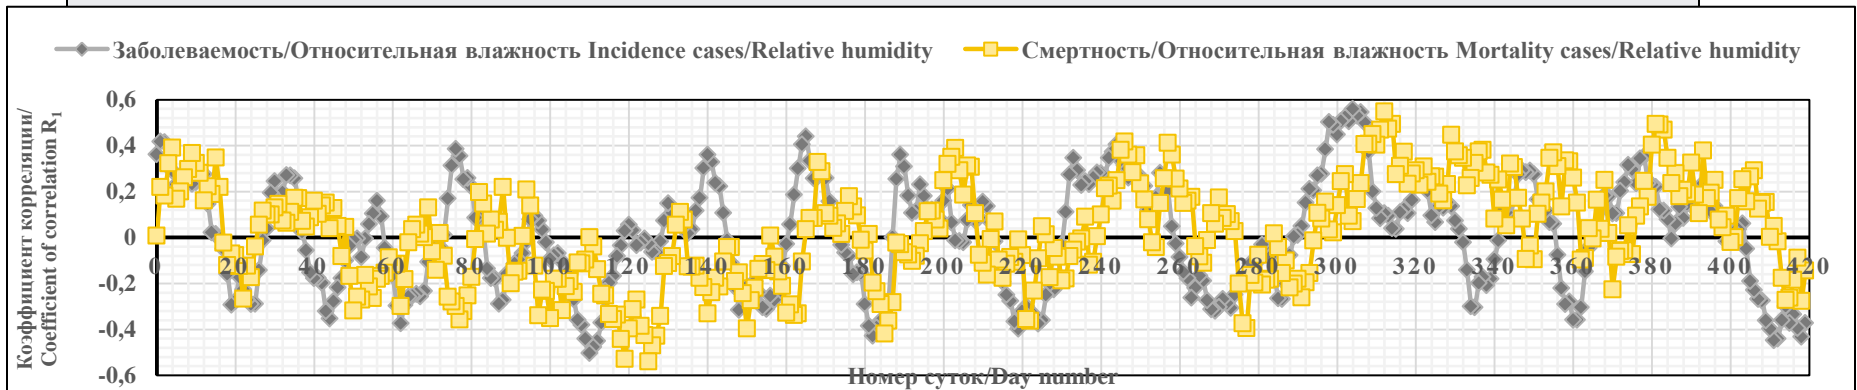 Заболеваемость/Относительная влажность Incidence cases/Relative humidity
Смертность/Относительная влажность Mortality cases/Relative humidity
Коэффициент корреляции/
Coefficient of correlation R1
0,6
0,4
0,2
0
-0,2
-0,4
-0,6
0 20 40 60 80 100 120 140 160 180 200 220 240 260 280 300 320 340 360 380 400 420
Номер суток/Day number